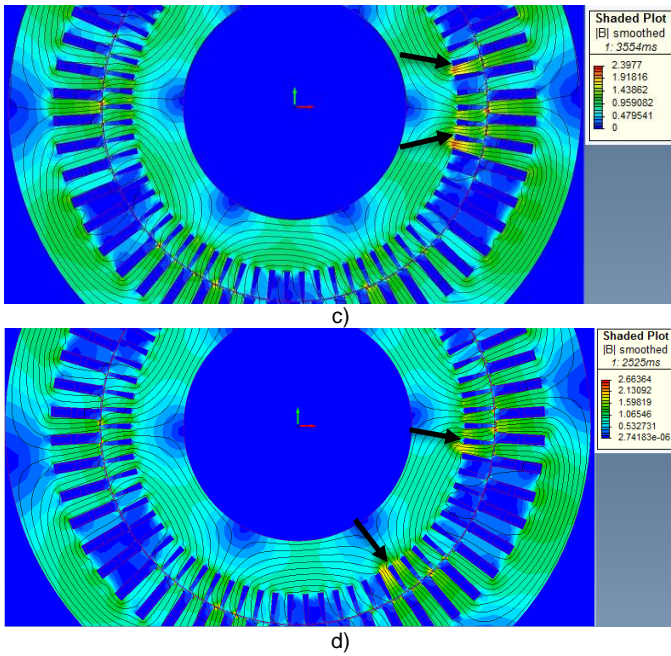 Shaded Plot
|B| smoothed
1: 3554ms
2.3977
1.91816
1.43862
0.959082
0.479541
0
c)
Shaded Plot
|B| smoothed
1: 2525ms
2.66364
2.13092
1.59819
1.06546
0.532731
2.74183e-06
d)